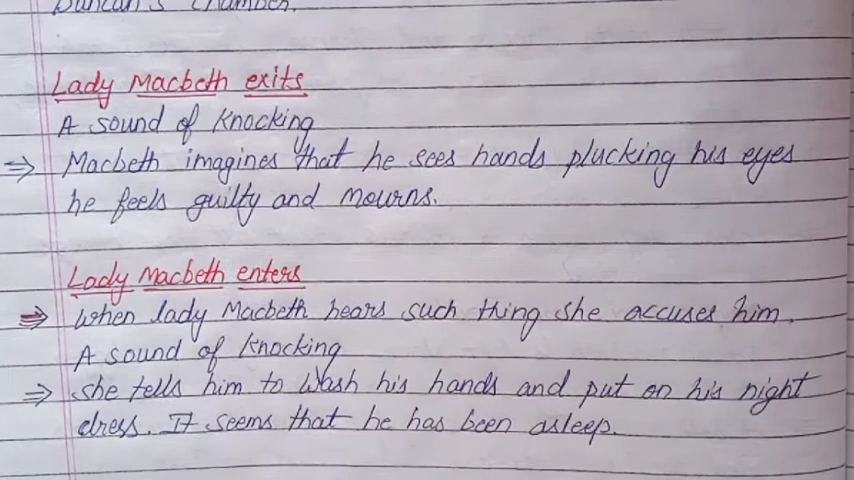 Duncan's Chamber.
Lady Macbeth exits
A sound of knocking
⇒ Macbeth imagines that he sees hands plucking his eyes
he feels guilty and mourns.
Lady Macbeth enters
⇒ When lady Macbeth hears such thing she accuses him.
A sound of knocking
⇒ she tells him to wash his hands and put on his night
dress. It seems that he has been asleep.